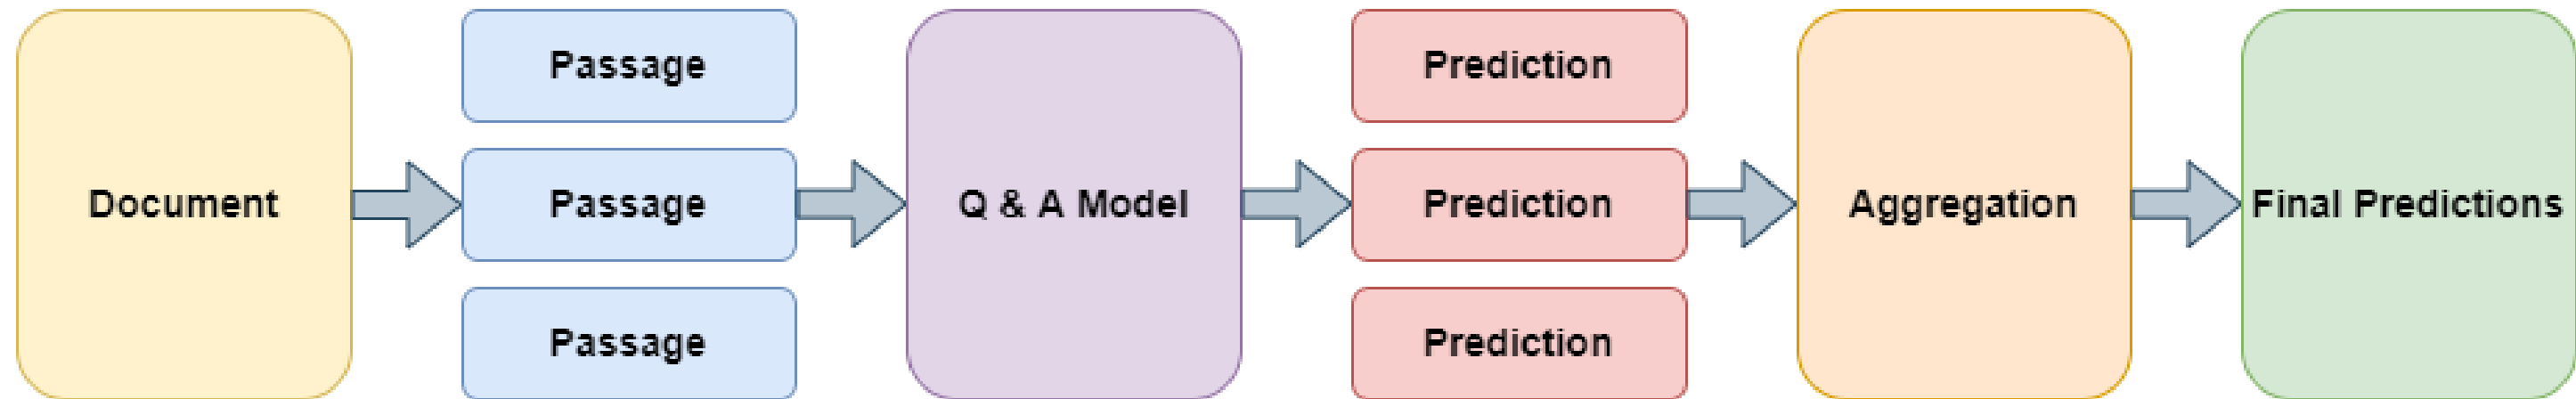 Document
Passage
Passage
Passage
Q & A Model
Prediction
Prediction
Prediction
Aggregation
Final Predictions